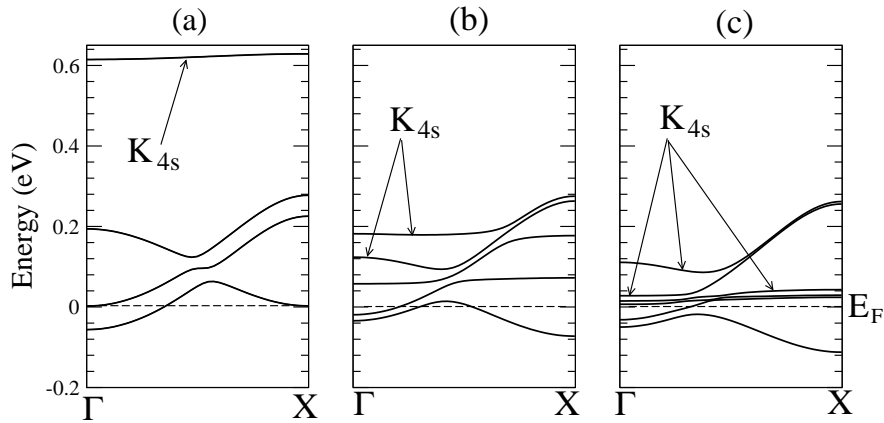 (a) (b) (c)
Energy (eV)
0.6
0.4
0.2
0
-0.2
K4s
K4s
K4s
EF
Γ X Γ X Γ X